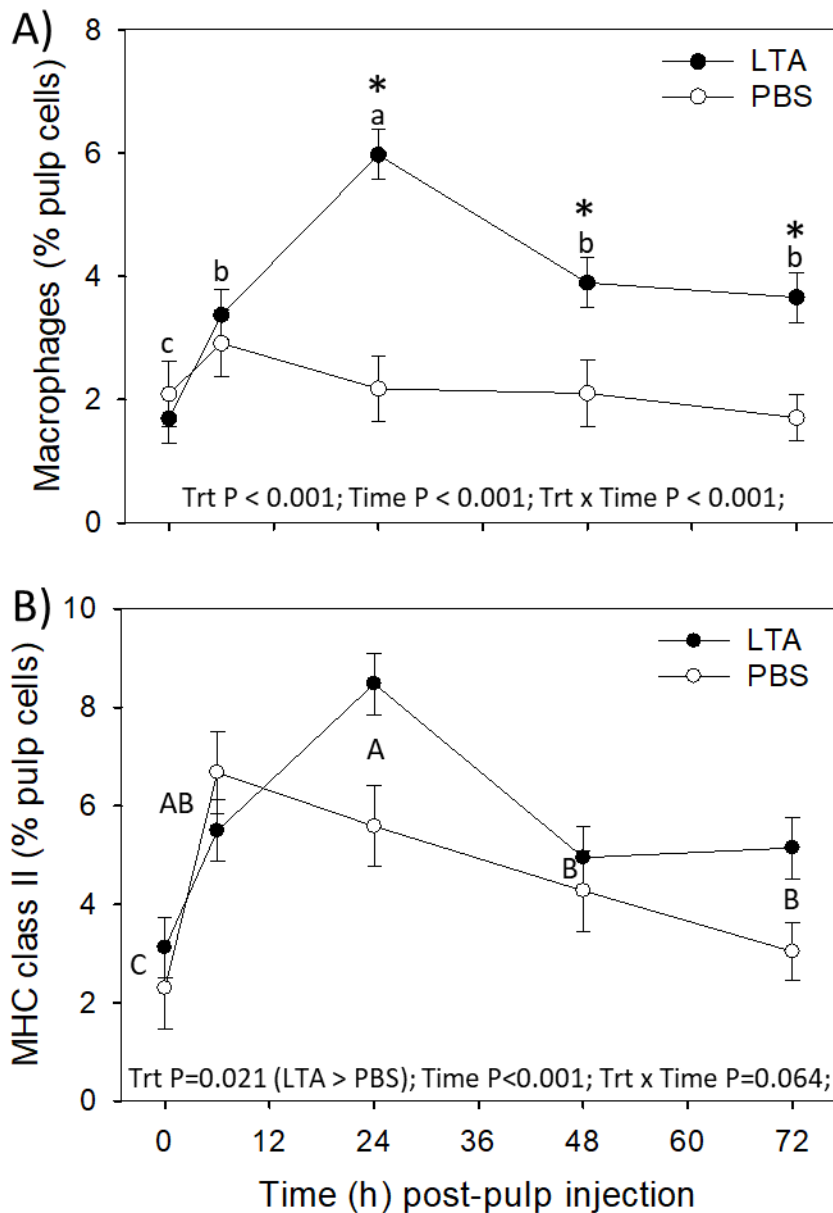 A)
8
6
4
2
0
Macrophages (% pulp cells)
LTA
PBS
*
a
*
b
*
b
b
c
Trt P < 0.001; Time P < 0.001; Trt x Time P < 0.001;
B)
10
8
6
4
2
0
MHC class II (% pulp cells)
LTA
PBS
A
AB
B
B
C
Trt P=0.021 (LTA > PBS); Time P<0.001; Trt x Time P=0.064;
0 12 24 36 48 60 72
Time (h) post-pulp injection